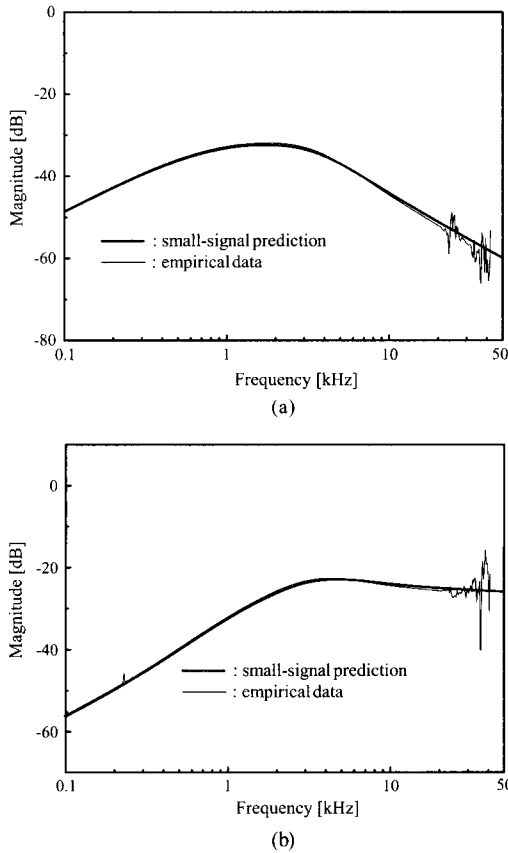 0
-20
-40
-60
-80
Magnitude [dB]
: small-signal prediction
: empirical data
0.1 1 10 50
Frequency [kHz]
(a)
0
-20
-40
-60
Magnitude [dB]
: small-signal prediction
: empirical data
0.1 1 10 50
Frequency [kHz]
(b)